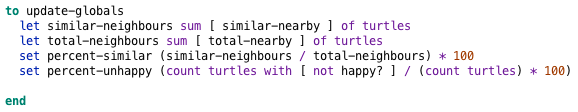 to update-globals
let similar-neighbours sum [ similar-nearby ] of turtles
let total-neighbours sum [ total-nearby ] of turtles
set percent-similar (similar-neighbours / total-neighbours) * 100
set percent-unhappy (count turtles with [ not happy? ] / (count turtles) * 100)
end